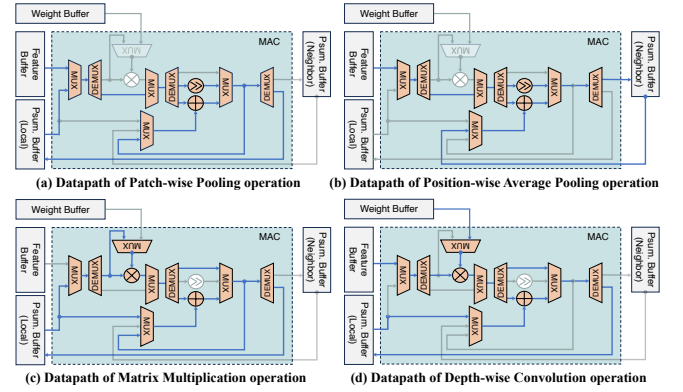 Weight Buffer
MAC
Feature
Buffer
Psum. Buffer
(Local)
MUX
DEMUX
MUX
MUX
DEMUX
MUX
MUX
DEMUX
Psum. Buffer
(Neighbor)
(a) Datapath of Patch-wise Pooling operation
Weight Buffer
MAC
Feature
Buffer
Psum. Buffer
(Local)
MUX
DEMUX
MUX
MUX
DEMUX
MUX
MUX
DEMUX
Psum. Buffer
(Neighbor)
(b) Datapath of Position-wise Average Pooling operation
Weight Buffer
MAC
Feature
Buffer
Psum. Buffer
(Local)
MUX
DEMUX
MUX
MUX
DEMUX
MUX
MUX
DEMUX
Psum. Buffer
(Neighbor)
(c) Datapath of Matrix Multiplication operation
Weight Buffer
MAC
Feature
Buffer
Psum. Buffer
(Local)
MUX
DEMUX
MUX
MUX
DEMUX
MUX
MUX
DEMUX
Psum. Buffer
(Neighbor)
(d) Datapath of Depth-wise Convolution operation